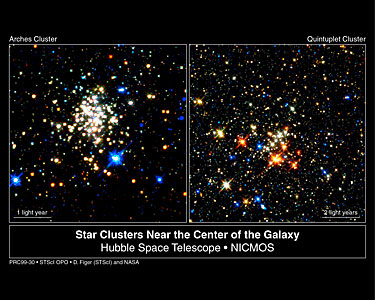 Arches Cluster
Quintuplet Cluster
1 light year
2 light years
Star Clusters Near the Center of the Galaxy
Hubble Space Telescope • NICMOS
PRC99-30 • STScI OPO • D. Figer (STScI) and NASA